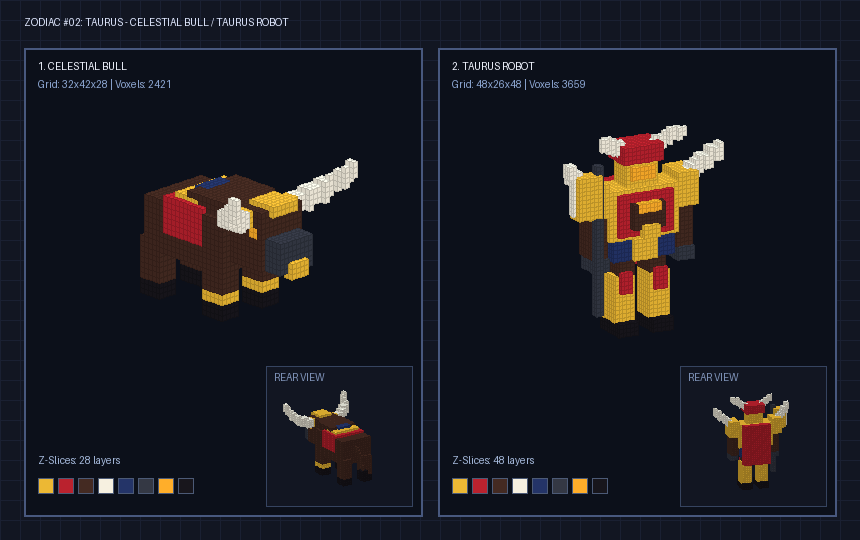 ZODIAC #02: TAURUS - CELESTIAL BULL / TAURUS ROBOT
1. CELESTIAL BULL
Grid: 32x42x28 | Voxels: 2421
REAR VIEW
Z-Slices: 28 layers
2. TAURUS ROBOT
Grid: 48x26x48 | Voxels: 3659
REAR VIEW
Z-Slices: 48 layers